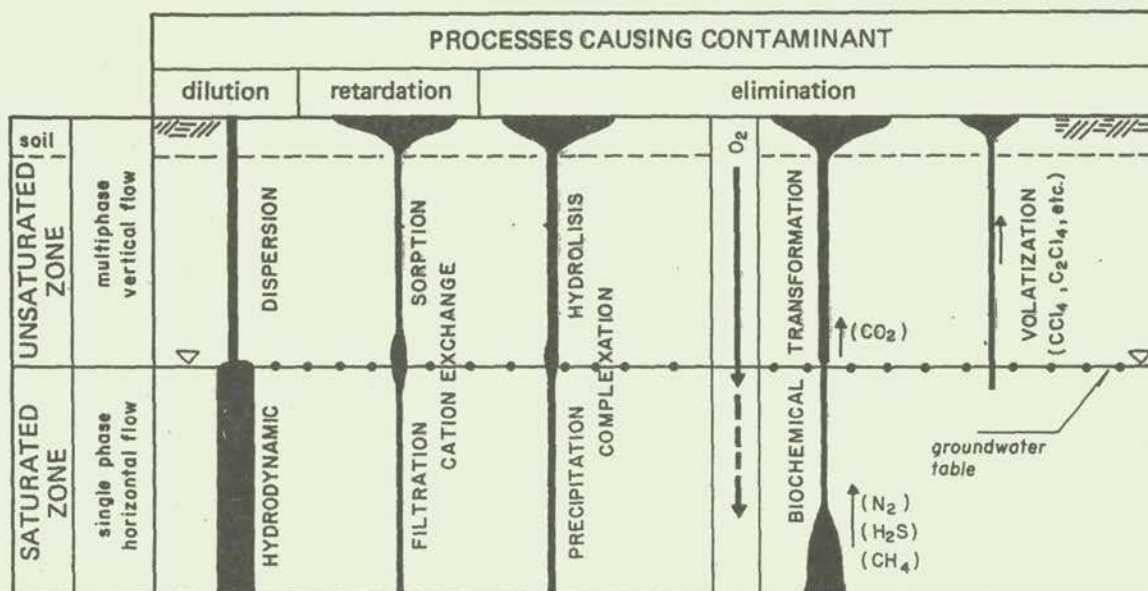 PROCESSES CAUSING CONTAMINANT
dilution
retardation
elimination
soil
UNSATURATED
ZONE
multiphase
vertical flow
SATURATED
ZONE
single phase
horizontal flow
HYDRODYNAMIC DISPERSION
FILTRATION SORPTION
CATION EXCHANGE
PRECIPITATION HYDROLISIS
COMPLEXATION
O₂
BIOCHEMICAL TRANSFORMATION
(CO₂)
(N₂)
(H₂S)
(CH₄)
VOLATIZATION
(CCl₄, C₂Cl₄, etc.)
groundwater
table